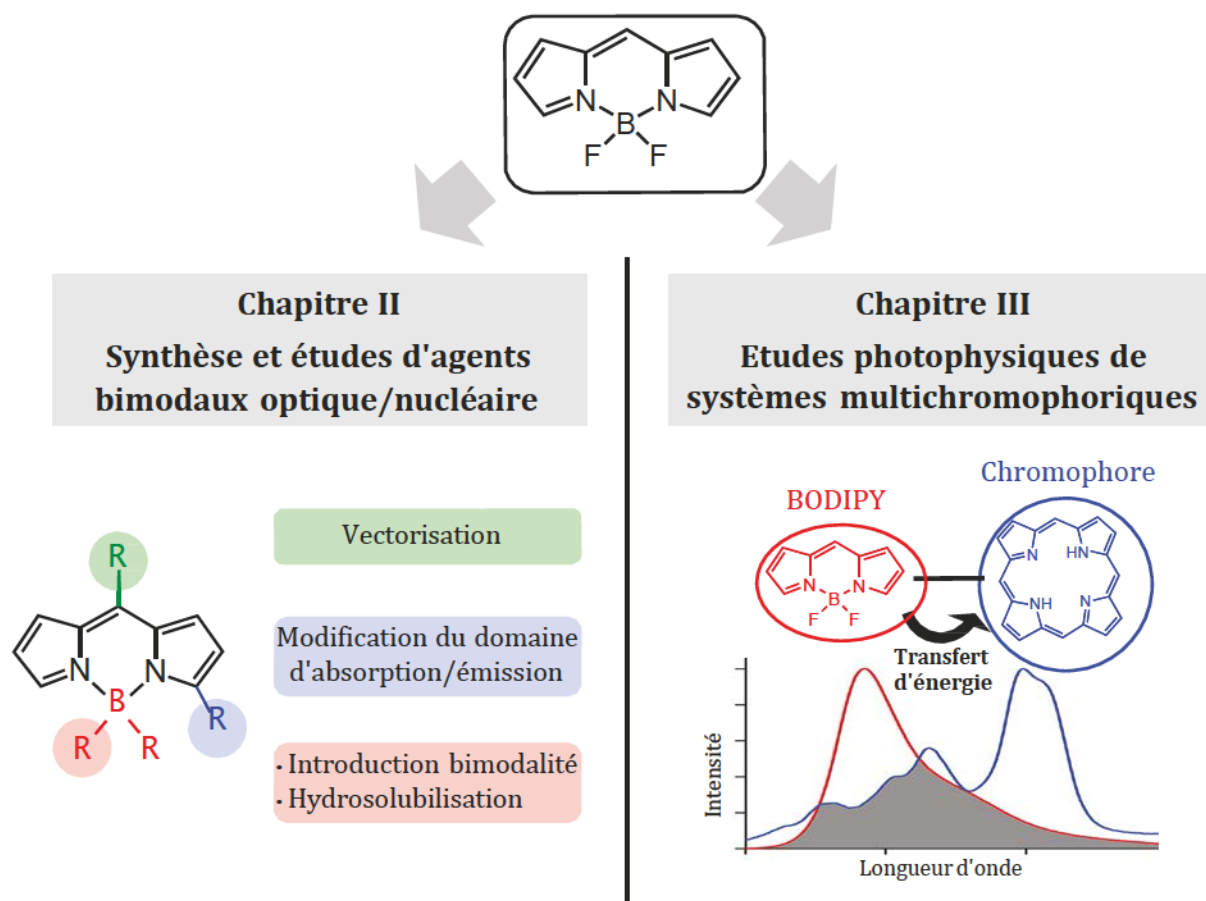 N
N
B
F
F
Chapitre II
Synthèse et études d'agents
bimodaux optique/nucléaire
R
N
N
B
R
R
R
Vectorisation
Modification du domaine
d'absorption/émission
· Introduction bimodalité
· Hydrosolubilisation
Chapitre III
Etudes photophysiques de
systèmes multichromophoriques
BODIPY
N
N
B
F
F
Chromophore
N
HN
NH
N
Transfert
d'énergie
Intensité
Longueur d'onde